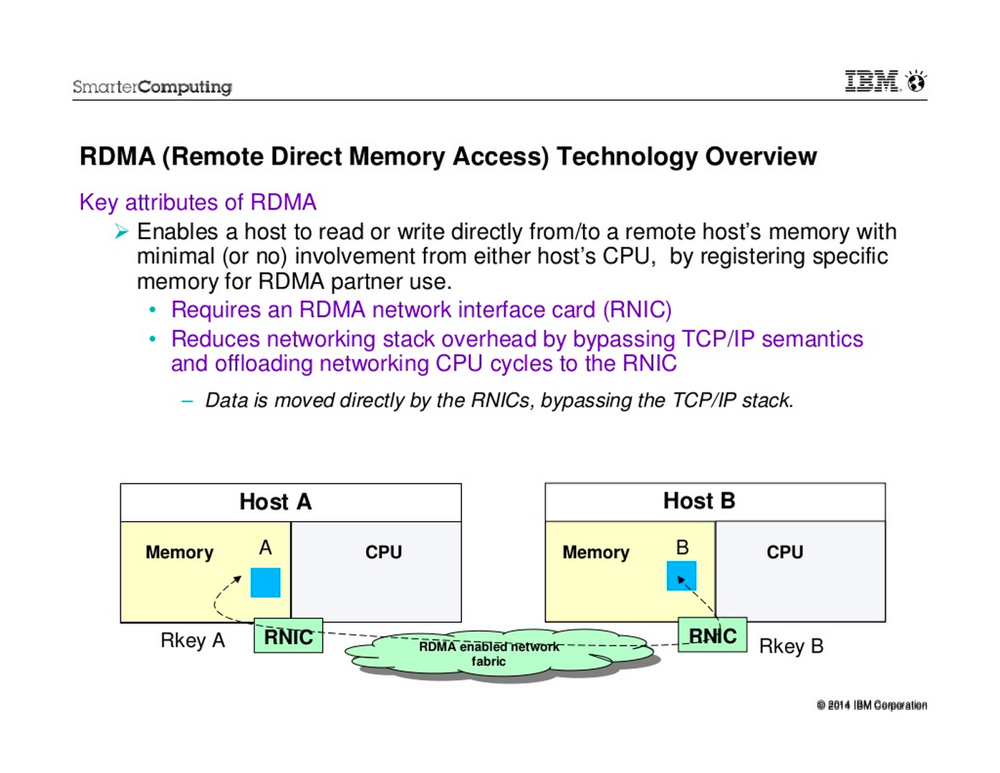 SmarterComputing
IBM®
RDMA (Remote Direct Memory Access) Technology Overview
Key attributes of RDMA
➢ Enables a host to read or write directly from/to a remote host’s memory with
minimal (or no) involvement from either host’s CPU,  by registering specific
memory for RDMA partner use.
• Requires an RDMA network interface card (RNIC)
• Reduces networking stack overhead by bypassing TCP/IP semantics
and offloading networking CPU cycles to the RNIC
– Data is moved directly by the RNICs, bypassing the TCP/IP stack.
Host A
Memory
A
CPU
Rkey A
RNIC
RDMA enabled network
fabric
Host B
Memory
B
CPU
RNIC
Rkey B
© 2014 IBM Corporation